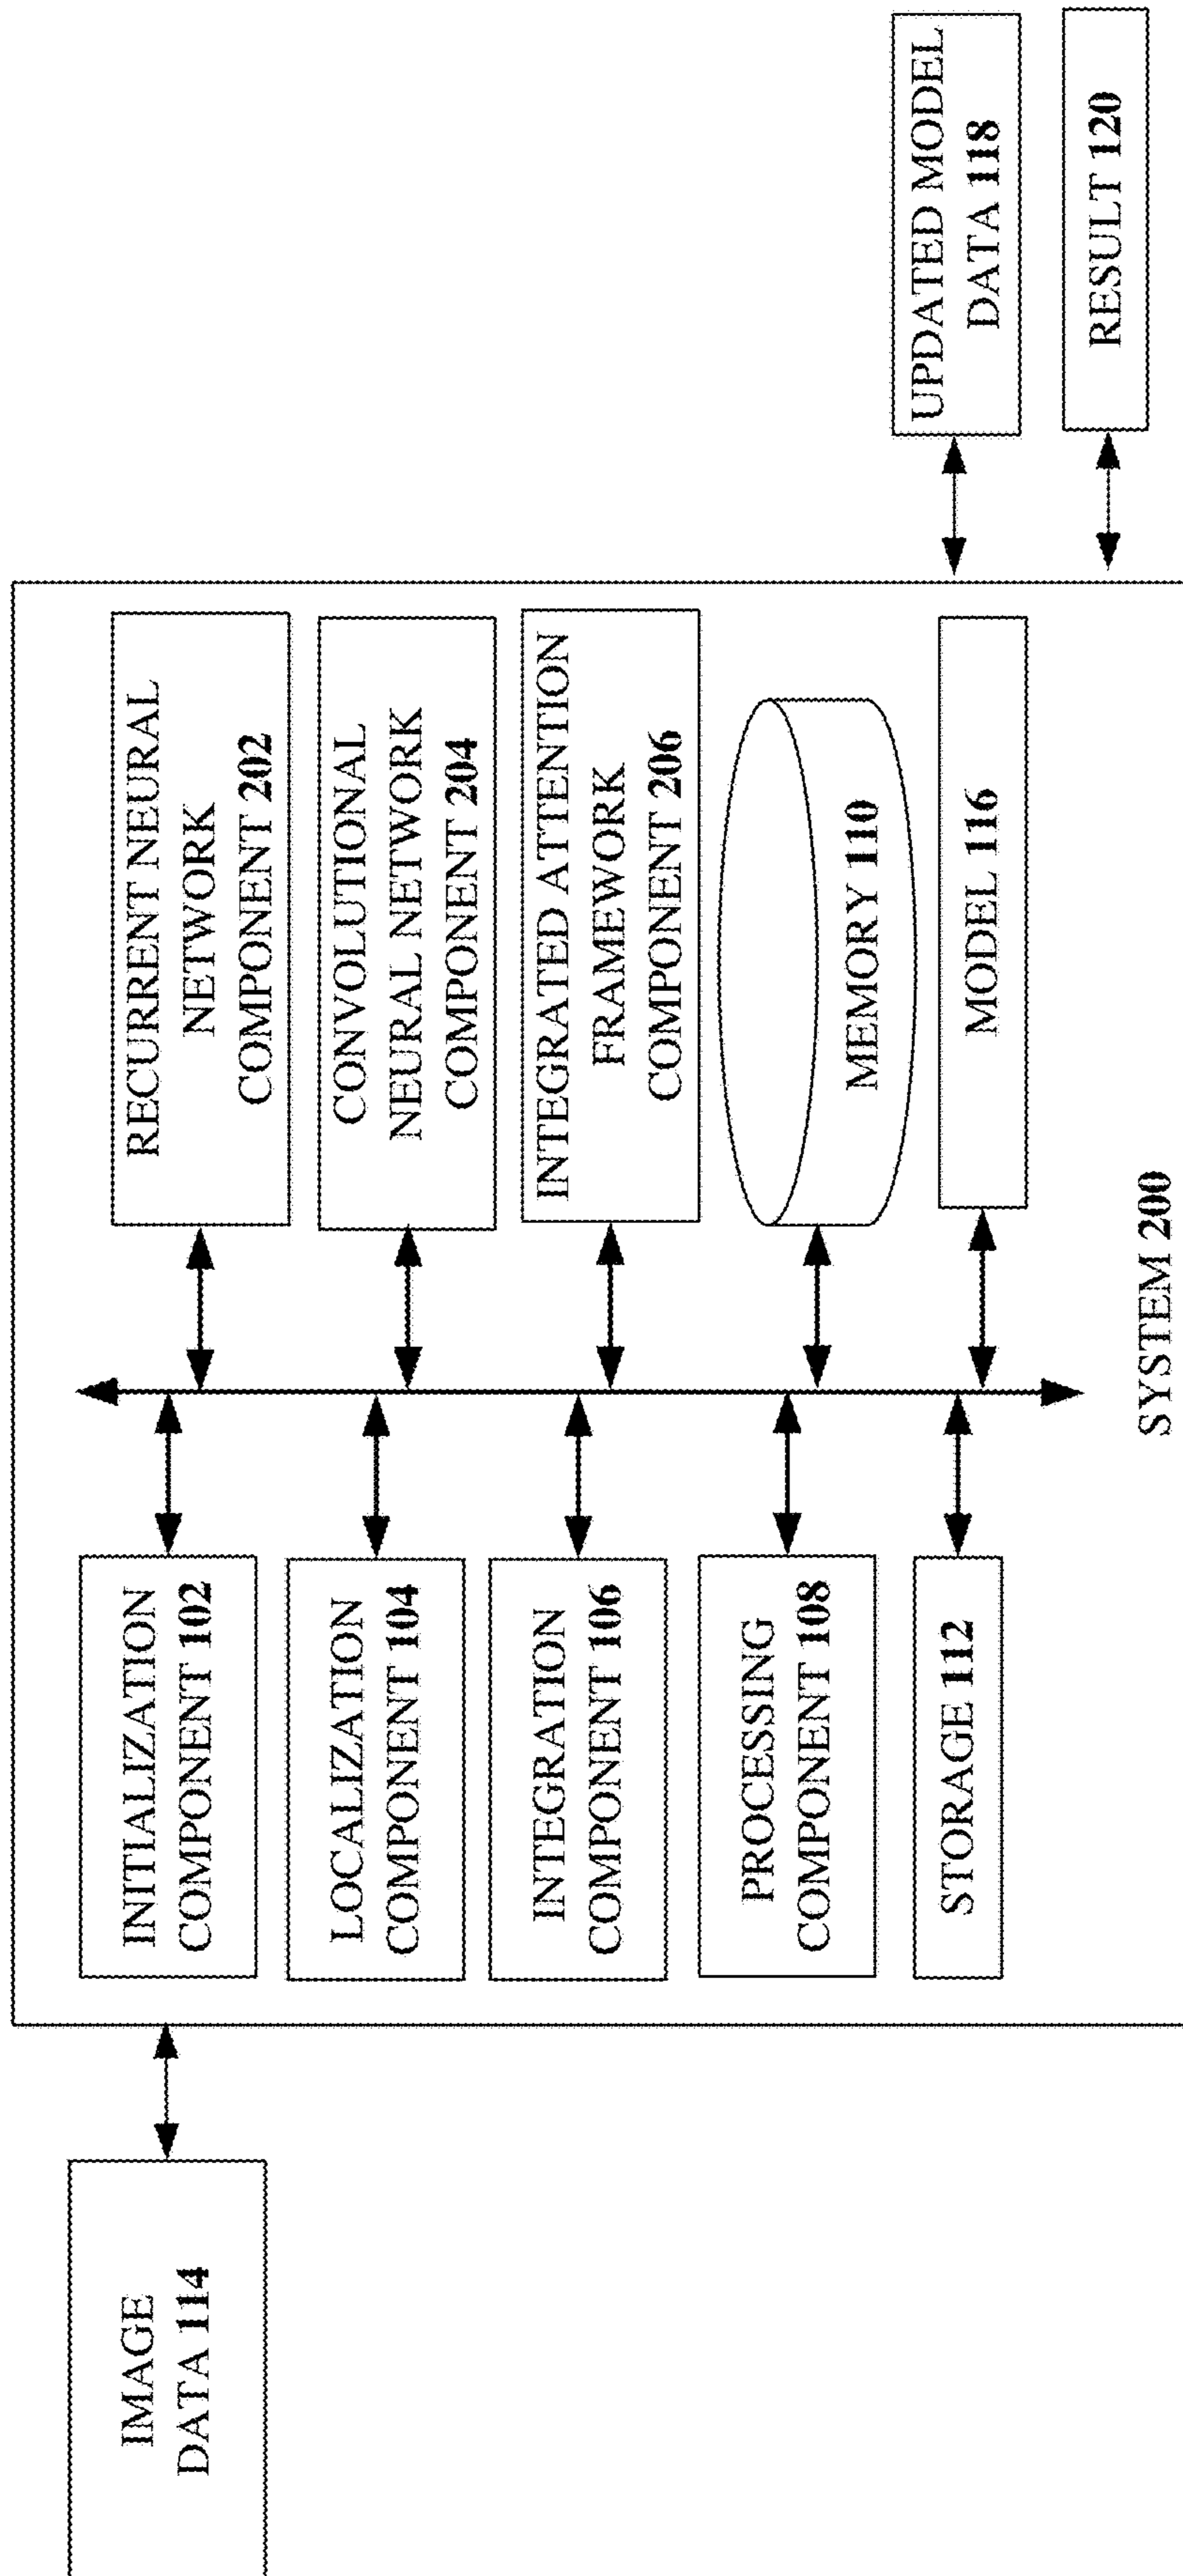 IMAGE
DATA 114
INITIALIZATION
COMPONENT 102
LOCALIZATION
COMPONENT 104
INTEGRATION
COMPONENT 106
PROCESSING
COMPONENT 108
STORAGE 112
RECURRENT NEURAL
NETWORK
COMPONENT 202
CONVOLUTIONAL
NEURAL NETWORK
COMPONENT 204
INTEGRATED ATTENTION
FRAMEWORK
COMPONENT 206
MEMORY 110
MODEL 116
SYSTEM 200
UPDATED MODEL
DATA 118
RESULT 120